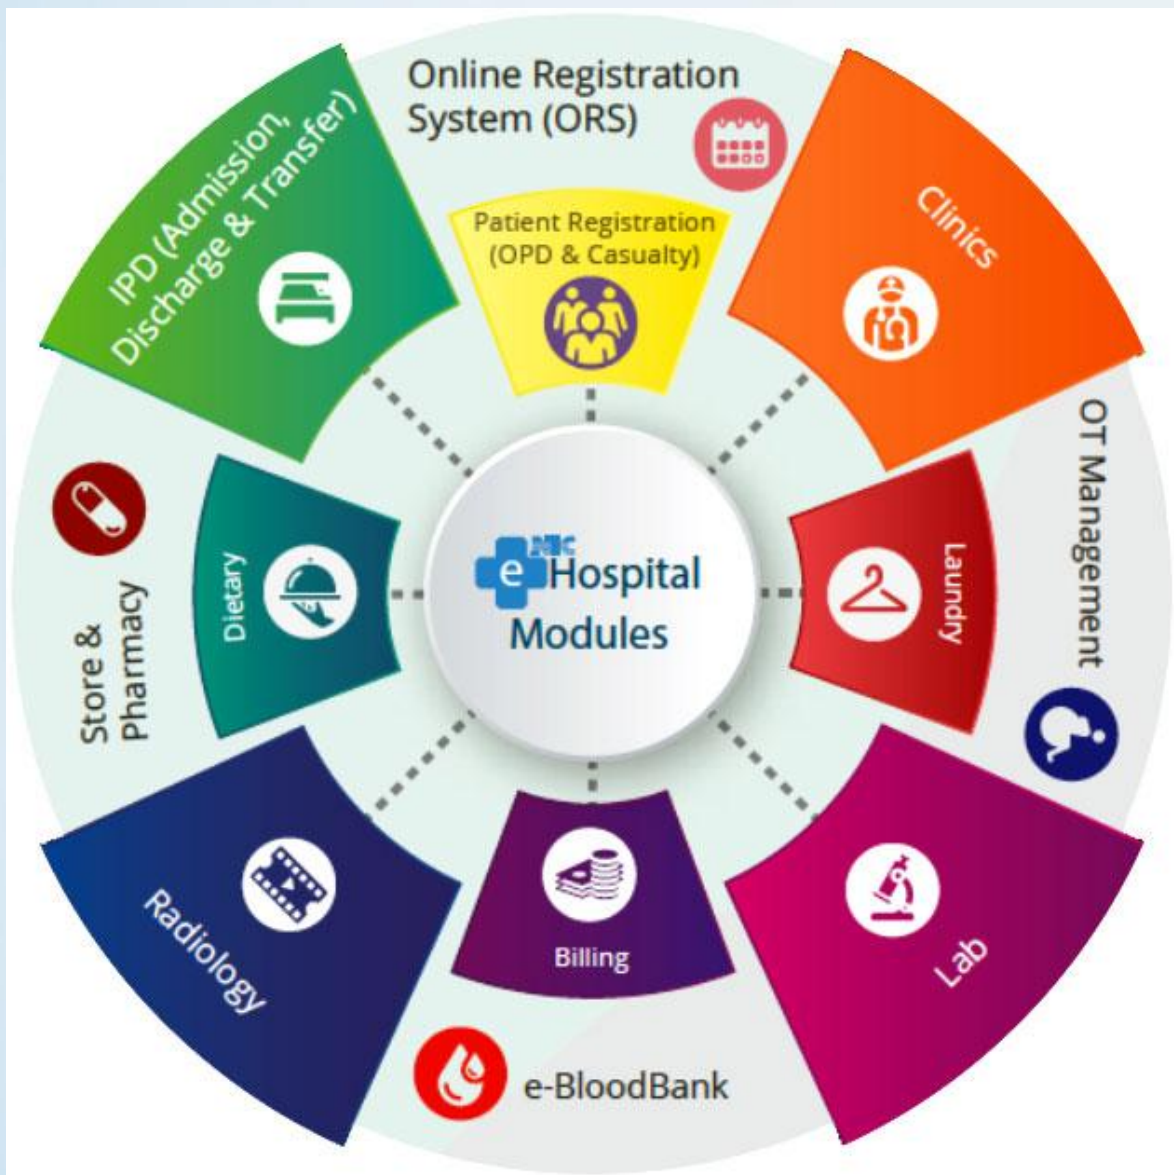 Online Registration
System (ORS)
Patient Registration
(OPD & Casualty)
IPD (Admission,
Discharge & Transfer)
Clinics
OT Management
Laundry
Lab
Billing
e-BloodBank
Radiology
Store &
Pharmacy
Dietary
NIC
eHospital
Modules